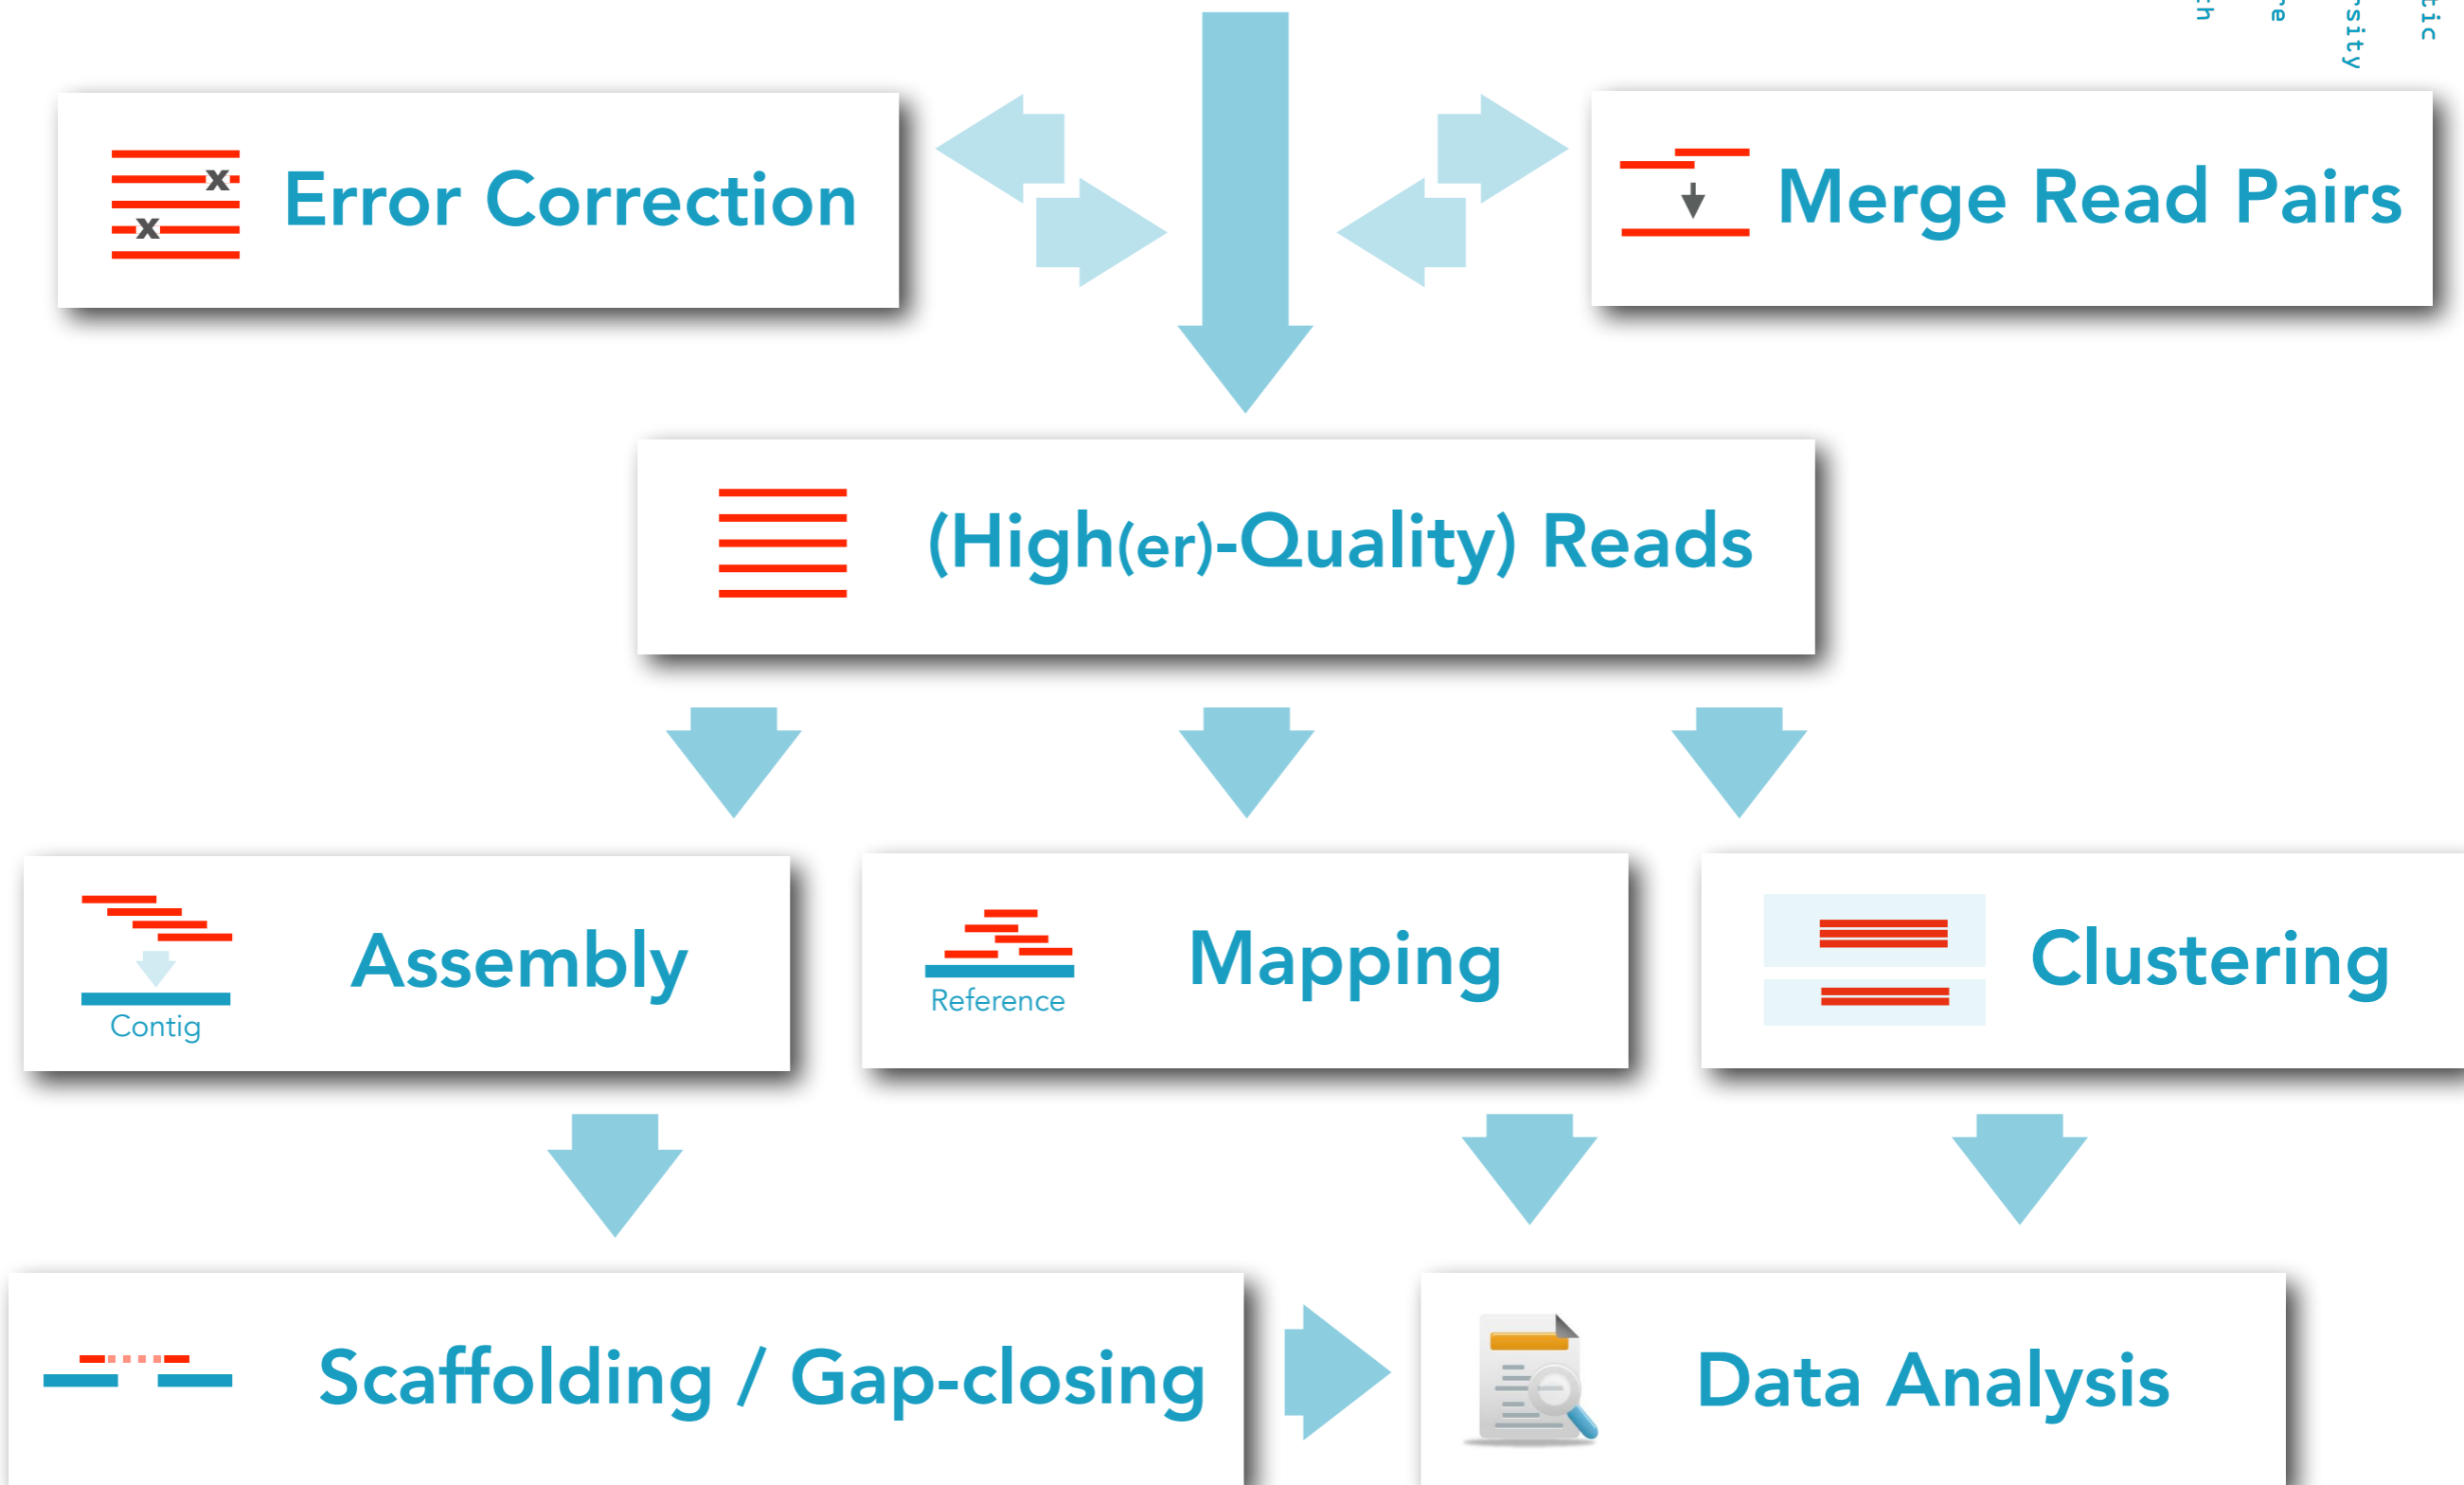 Error Correction
Merge Read Pairs
(High(er)-Quality) Reads
Assembly
Contig
Mapping
Reference
Clustering
Scaffolding / Gap-closing
Data Analysis